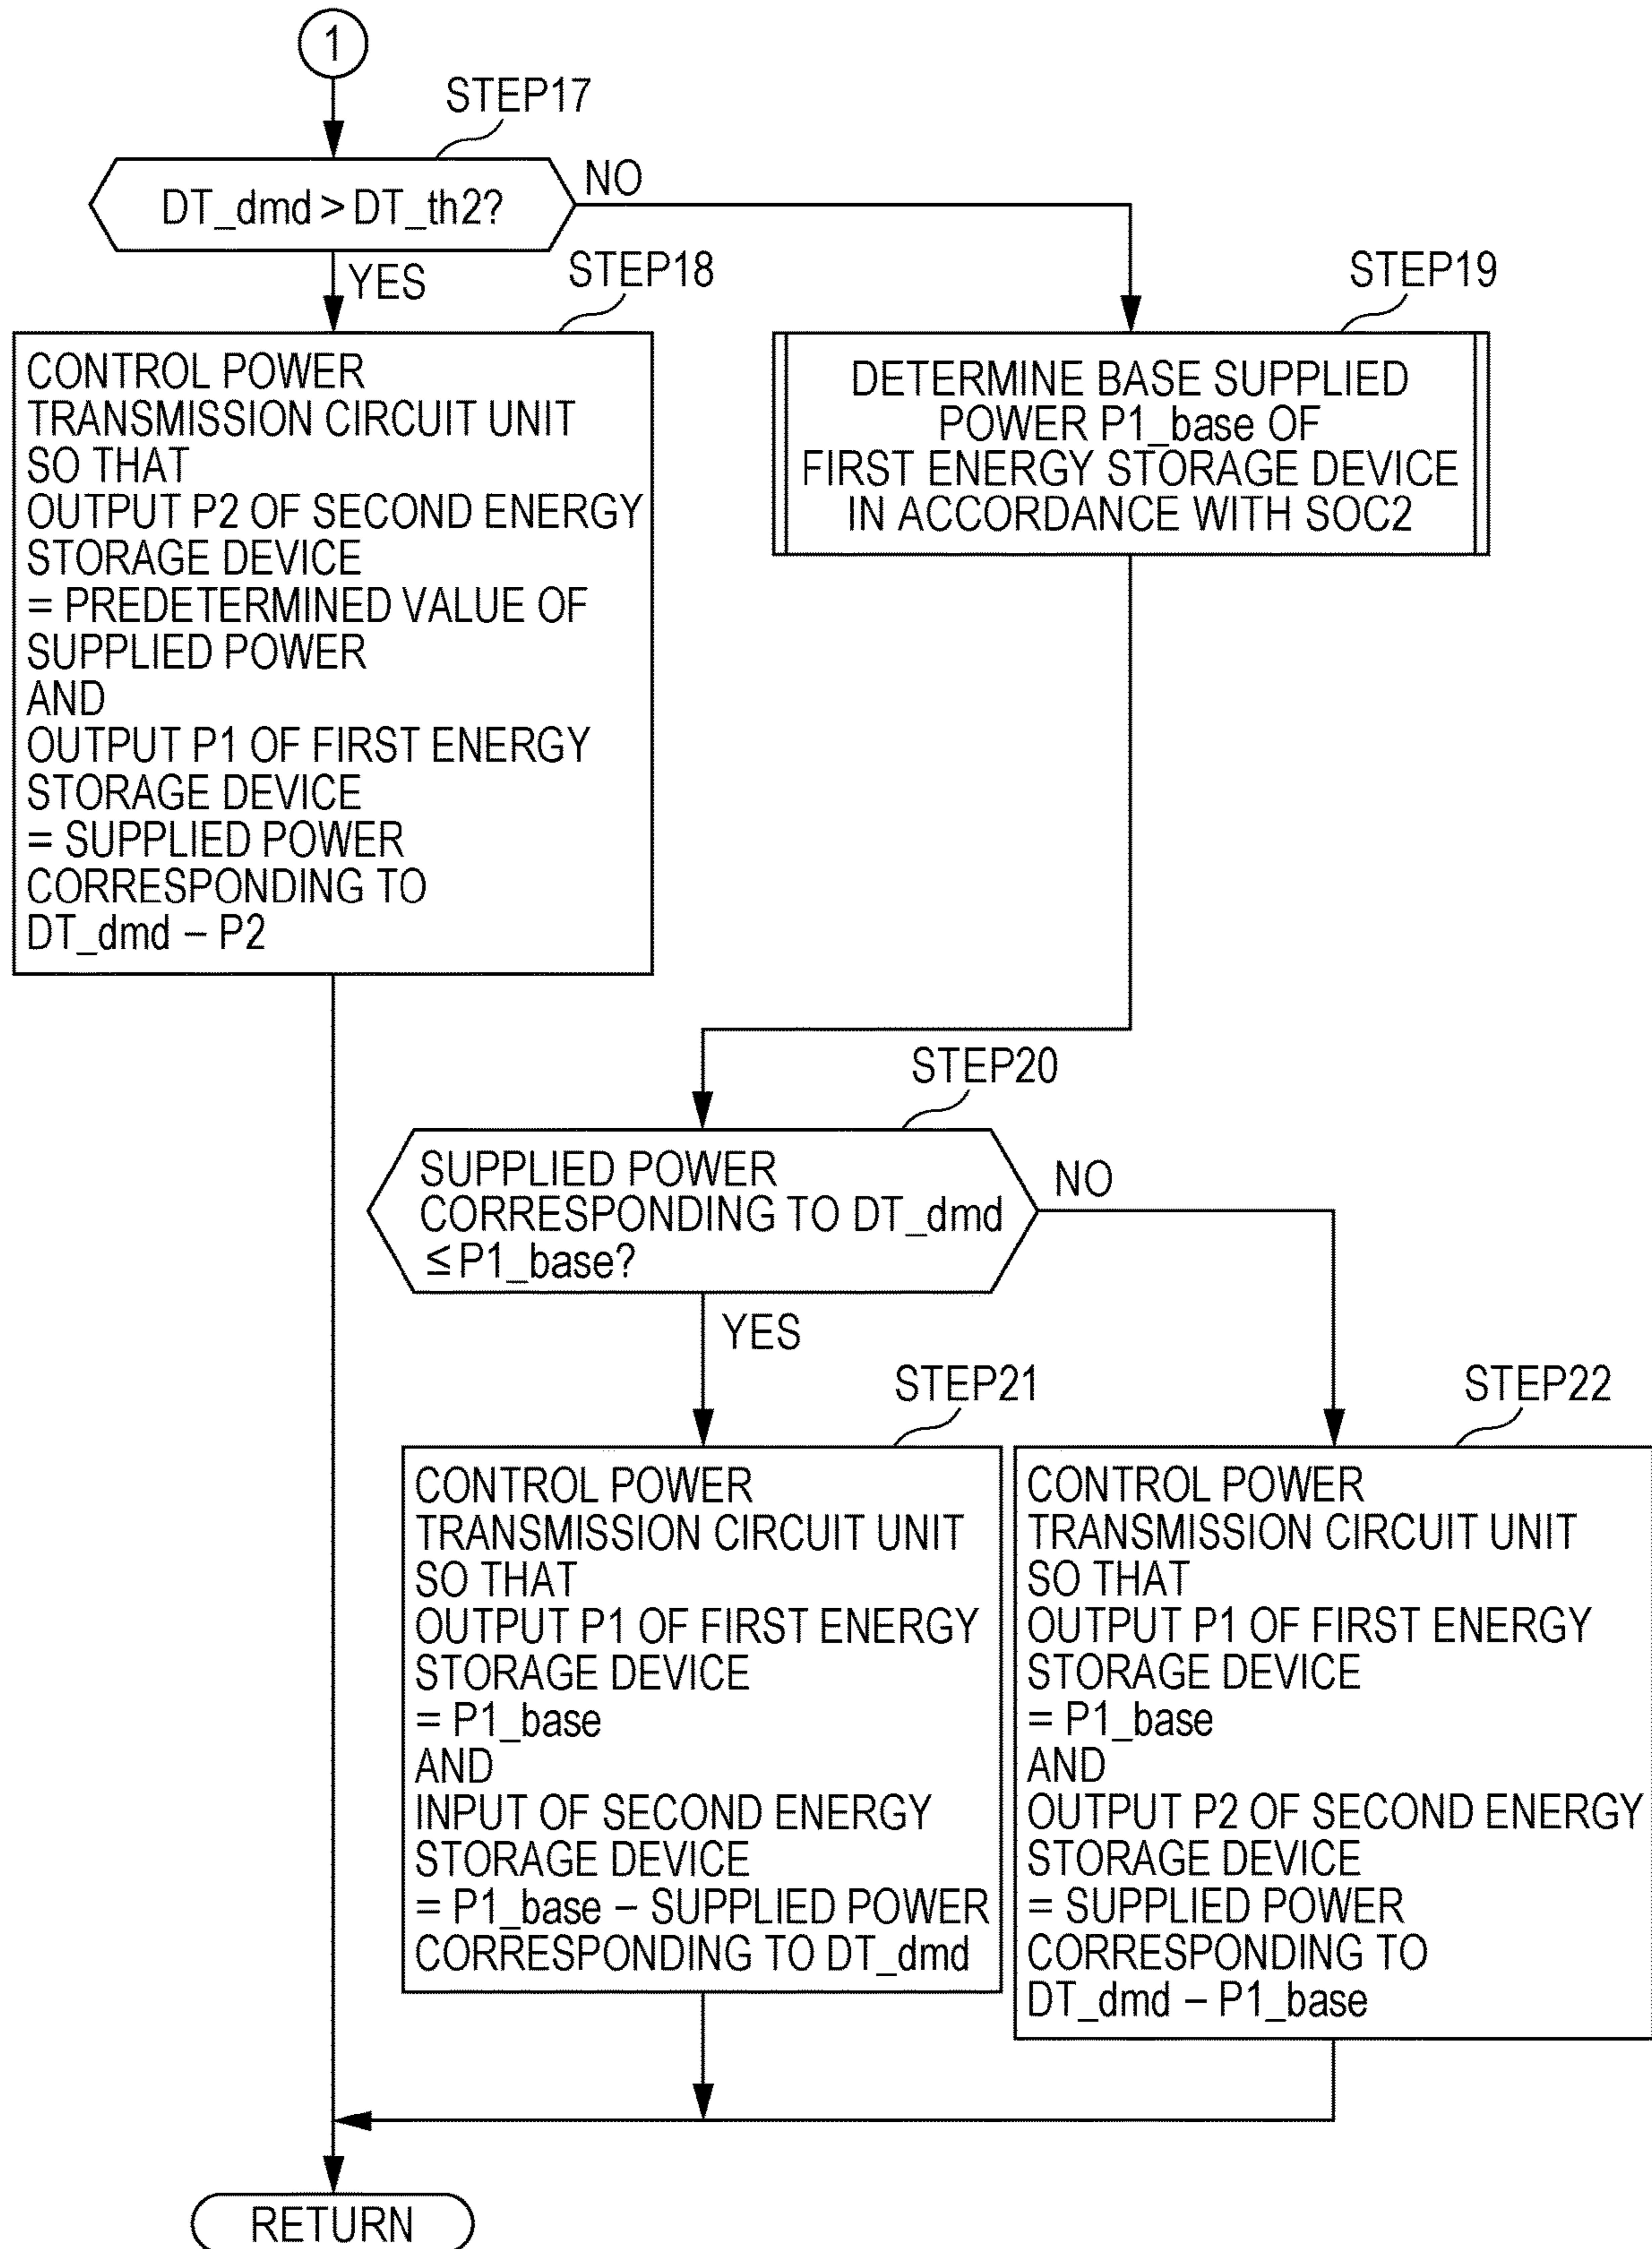 1
STEP17
DT_dmd > DT_th2?
NO
YES
STEP18
STEP19
CONTROL POWER
TRANSMISSION CIRCUIT UNIT
SO THAT
OUTPUT P2 OF SECOND ENERGY
STORAGE DEVICE
= PREDETERMINED VALUE OF
SUPPLIED POWER
AND
OUTPUT P1 OF FIRST ENERGY
STORAGE DEVICE
= SUPPLIED POWER
CORRESPONDING TO
DT_dmd – P2
DETERMINE BASE SUPPLIED
POWER P1_base OF
FIRST ENERGY STORAGE DEVICE
IN ACCORDANCE WITH SOC2
STEP20
SUPPLIED POWER
CORRESPONDING TO DT_dmd
≤ P1_base?
NO
YES
STEP21
STEP22
CONTROL POWER
TRANSMISSION CIRCUIT UNIT
SO THAT
OUTPUT P1 OF FIRST ENERGY
STORAGE DEVICE
= P1_base
AND
INPUT OF SECOND ENERGY
STORAGE DEVICE
= P1_base – SUPPLIED POWER
CORRESPONDING TO DT_dmd
CONTROL POWER
TRANSMISSION CIRCUIT UNIT
SO THAT
OUTPUT P1 OF FIRST ENERGY
STORAGE DEVICE
= P1_base
AND
OUTPUT P2 OF SECOND ENERGY
STORAGE DEVICE
= SUPPLIED POWER
CORRESPONDING TO
DT_dmd – P1_base
RETURN